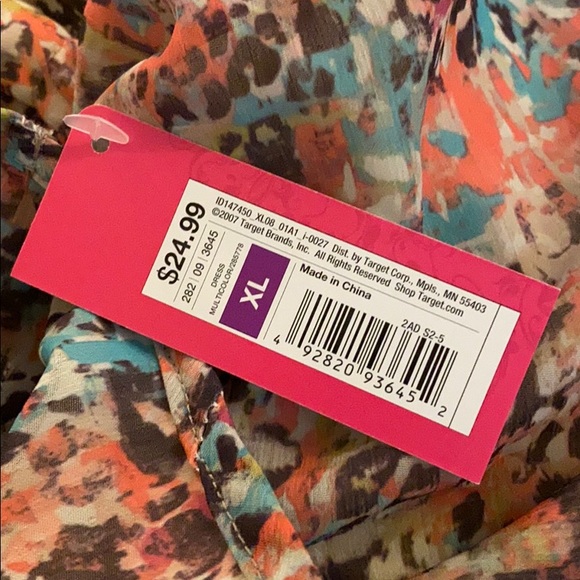 ID147450_XL08_01A1_i-0027 Dist. by Target Corp., Mpls., MN 55403
©2007 Target Brands, Inc. All Rights Reserved Shop Target.com
$24.99
282|09|3645
DRESS
MULTICOLOR/285778
XL
Made in China
2AD S2-5
4 92820 93645 2